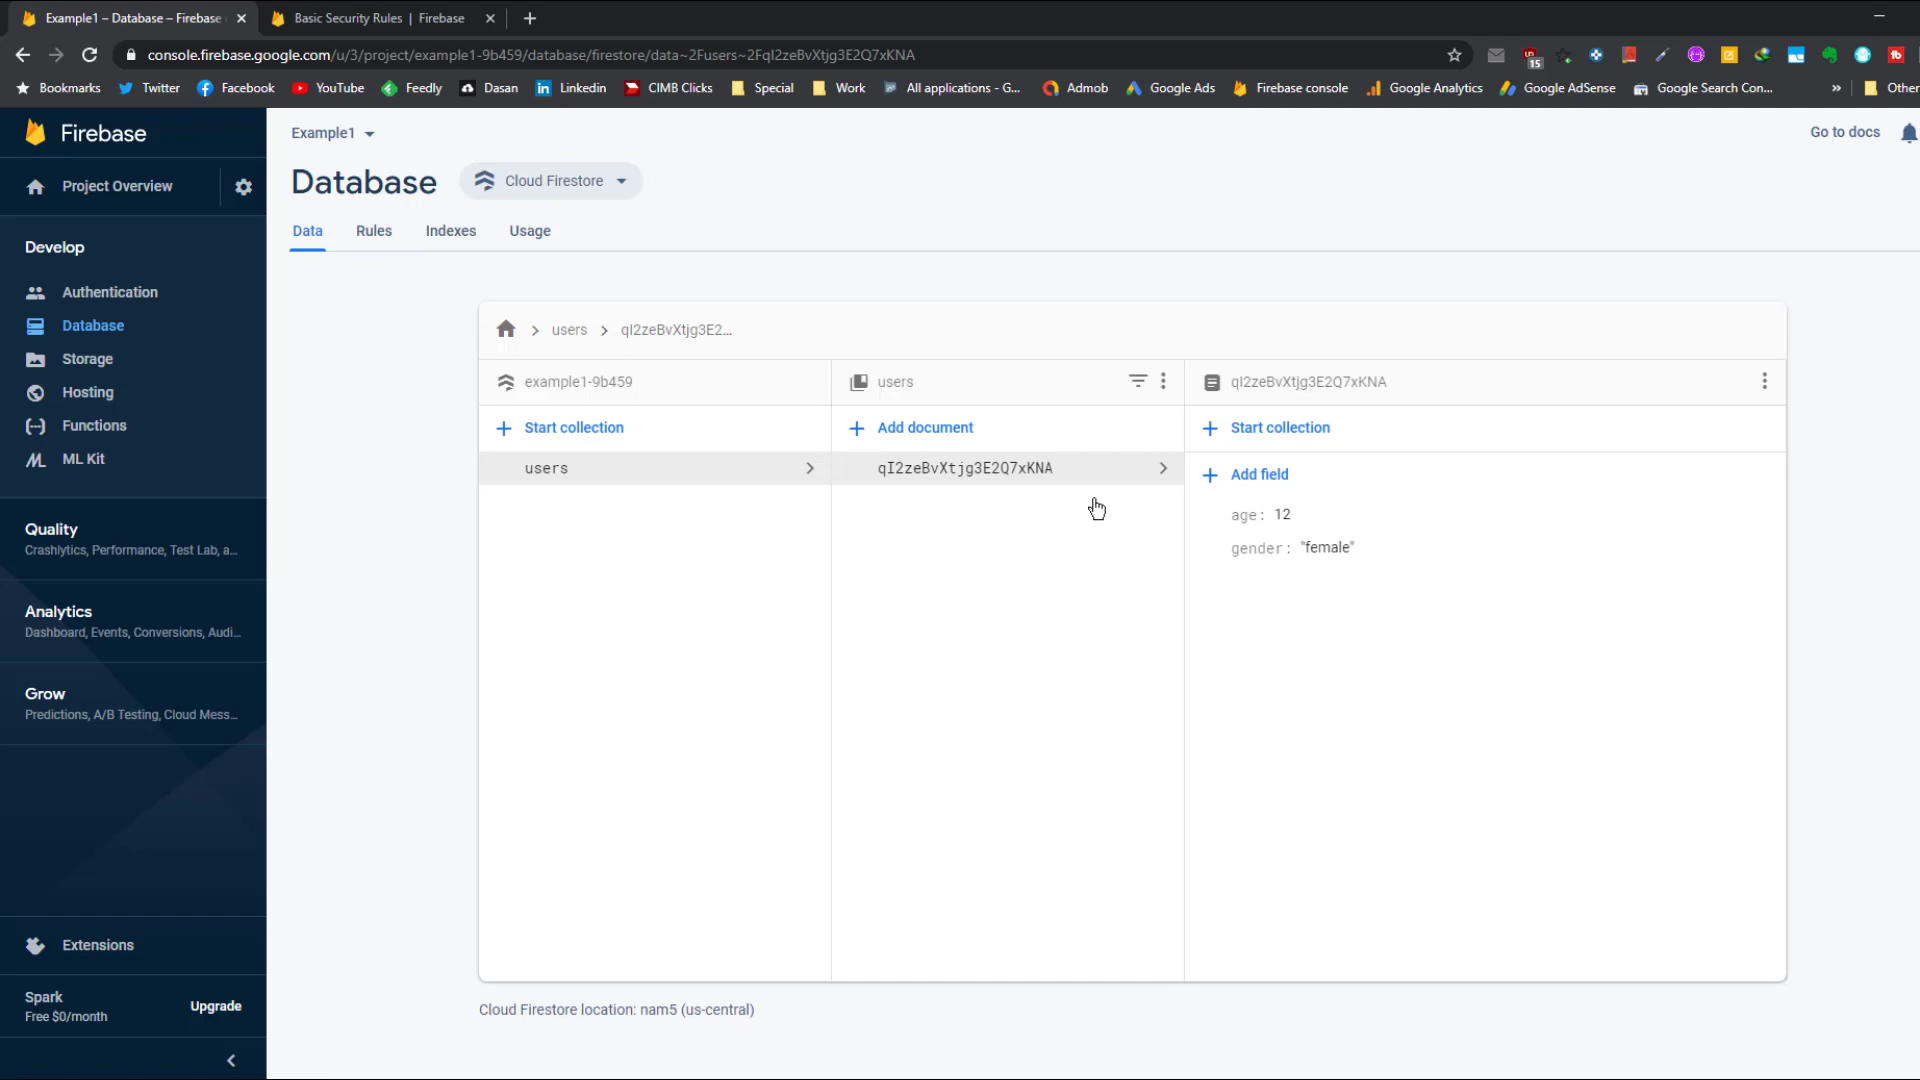 Example1 – Database – Firebase
Basic Security Rules | Firebase
console.firebase.google.com/u/3/project/example1-9b459/database/firestore/data~2Fusers~2FqI2zeBvXtjg3E2Q7xKNA
15
Bookmarks
Twitter
Facebook
YouTube
Feedly
Dasan
Linkedin
CIMB Clicks
Special
Work
All applications - G...
Admob
Google Ads
Firebase console
Google Analytics
Google AdSense
Google Search Con...
»
Other
Firebase
Example1
Go to docs
Project Overview
Database
Cloud Firestore
Data
Rules
Indexes
Usage
Develop
Authentication
Database
Storage
Hosting
Functions
ML Kit
users
qI2zeBvXtjg3E2...
example1-9b459
users
qI2zeBvXtjg3E2Q7xKNA
Start collection
Add document
Start collection
users
qI2zeBvXtjg3E2Q7xKNA
Add field
age: 12
gender: "female"
Quality
Crashlytics, Performance, Test Lab, a...
Analytics
Dashboard, Events, Conversions, Audi...
Grow
Predictions, A/B Testing, Cloud Mess...
Extensions
Spark
Free $0/month
Upgrade
Cloud Firestore location: nam5 (us-central)